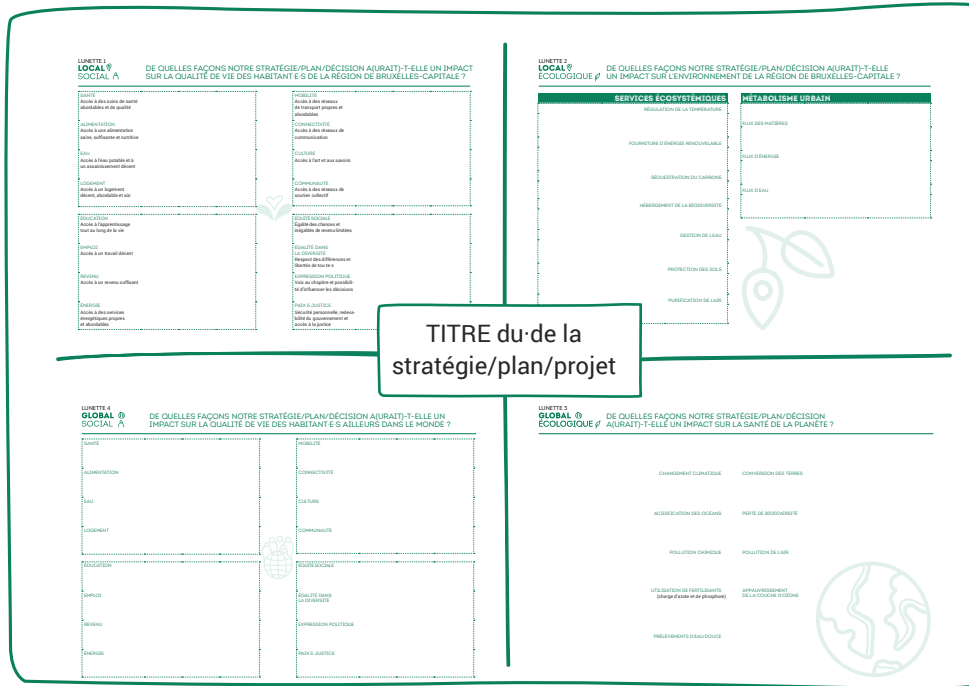 LUNETTE 1
LOCAL
SOCIAL
DE QUELLES FAÇONS NOTRE STRATÉGIE/PLAN/DÉCISION A(URAIT)-T-ELLE UN IMPACT
SUR LA QUALITÉ DE VIE DES HABITANT·E·S DE LA RÉGION DE BRUXELLES-CAPITALE ?
SANTÉ
Accès à des soins de santé
abordables et de qualité
ALIMENTATION
Accès à une alimentation
saine, suffisante et nutritive
EAU
Accès à l'eau potable et à
un assainissement décent
LOGEMENT
Accès à un logement
décent, abordable et sûr
MOBILITÉ
Accès à des réseaux
de transport propres et
abordables
CONNECTIVITÉ
Accès à des réseaux de
communication
CULTURE
Accès à l'art et aux savoirs
COMMUNAUTÉ
Accès à des réseaux de
soutien collectif
EDUCATION
Accès à l'apprentissage
tout au long de la vie
EMPLOI
Accès à un travail décent
REVENU
Accès à un revenu suffisant
ÉNERGIE
Accès à des services
énergétiques propres
et abordables
ÉQUITÉ SOCIALE
Égalité des chances et
inégalités de revenu limitées
ÉGALITÉ DANS
LA DIVERSITÉ
Respect des différences et
libertés de tou·te·s
EXPRESSION POLITIQUE
Voix au chapitre et possibili-
té d'influencer les décisions
PAIX & JUSTICE
Sécurité personnelle, redeva-
bilité du gouvernement et
accès à la justice
LUNETTE 2
LOCAL
ÉCOLOGIQUE
DE QUELLES FAÇONS NOTRE STRATÉGIE/PLAN/DÉCISION A(URAIT)-T-ELLE
UN IMPACT SUR L'ENVIRONNEMENT DE LA RÉGION DE BRUXELLES-CAPITALE ?
SERVICES ÉCOSYSTÉMIQUES
RÉGULATION DE LA TEMPÉRATURE
FOURNITURE D'ÉNERGIE RENOUVELABLE
SÉQUESTRATION DU CARBONE
HÉBERGEMENT DE LA BIODIVERSITÉ
GESTION DE L'EAU
PROTECTION DES SOLS
PURIFICATION DE L'AIR
MÉTABOLISME URBAIN
FLUX DES MATIÈRES
FLUX D'ÉNERGIE
FLUX D'EAU
TITRE du·de la
stratégie/plan/projet
LUNETTE 4
GLOBAL
SOCIAL
DE QUELLES FAÇONS NOTRE STRATÉGIE/PLAN/DÉCISION A(URAIT)-T-ELLE UN
IMPACT SUR LA QUALITÉ DE VIE DES HABITANT·E·S AILLEURS DANS LE MONDE ?
SANTÉ
ALIMENTATION
EAU
LOGEMENT
MOBILITÉ
CONNECTIVITÉ
CULTURE
COMMUNAUTÉ
EDUCATION
EMPLOI
REVENU
ÉNERGIE
ÉQUITÉ SOCIALE
ÉGALITÉ DANS
LA DIVERSITÉ
EXPRESSION POLITIQUE
PAIX & JUSTICE
LUNETTE 3
GLOBAL
ÉCOLOGIQUE
DE QUELLES FAÇONS NOTRE STRATÉGIE/PLAN/DÉCISION
A(URAIT)-T-ELLE UN IMPACT SUR LA SANTÉ DE LA PLANÈTE ?
CHANGEMENT CLIMATIQUE
ACIDIFICATION DES OCÉANS
POLLUTION CHIMIQUE
UTILISATION DE FERTILISANTS
(charge d'azote et de phosphore)
PRÉLÈVEMENTS D'EAU DOUCE
CONVERSION DES TERRES
PERTE DE BIODIVERSITÉ
POLLUTION DE L'AIR
APPAUVRISSEMENT
DE LA COUCHE D'OZONE